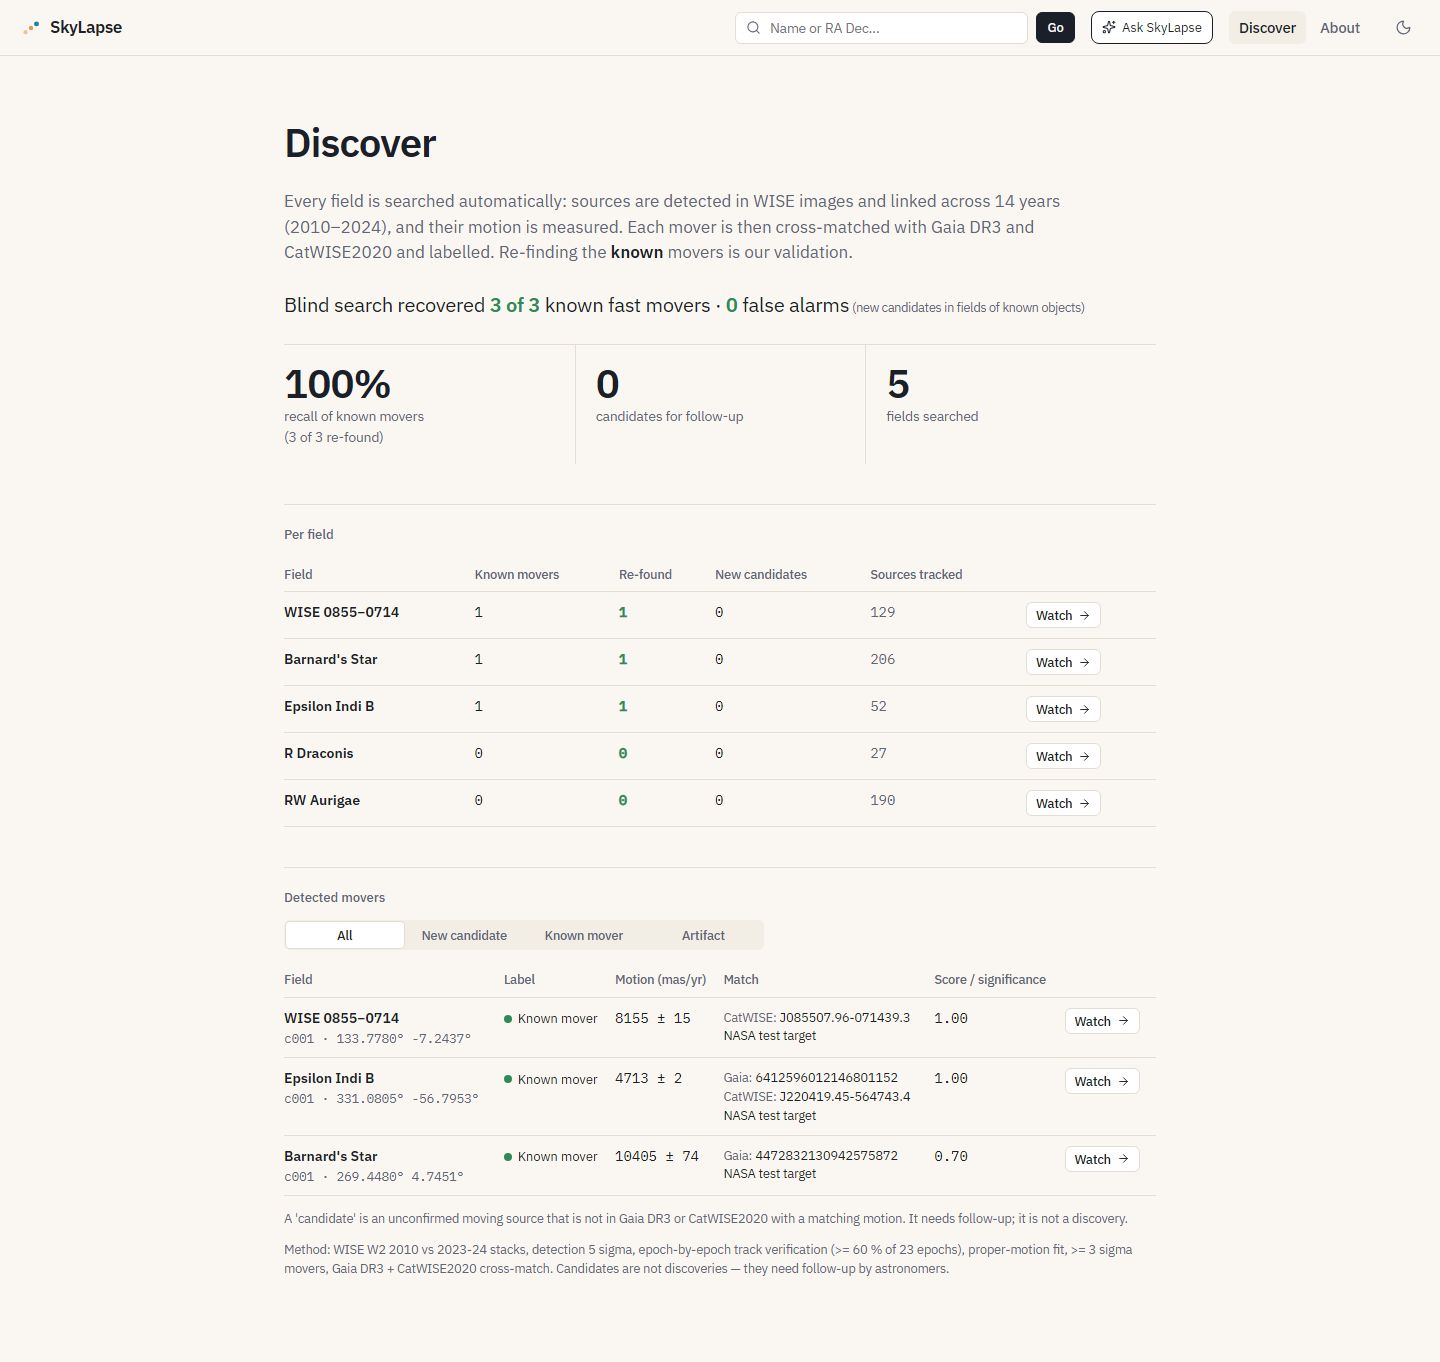 SkyLapse
Name or RA Dec...
Go
Ask SkyLapse
Discover
About
Discover
Every field is searched automatically: sources are detected in WISE images and linked across 14 years
(2010–2024), and their motion is measured. Each mover is then cross-matched with Gaia DR3 and
CatWISE2020 and labelled. Re-finding the known movers is our validation.
Blind search recovered 3 of 3 known fast movers · 0 false alarms (new candidates in fields of known objects)
100%
recall of known movers
(3 of 3 re-found)
0
candidates for follow-up
5
fields searched
Per field
Field Known movers Re-found New candidates Sources tracked
WISE 0855–0714 1 1 0 129 Watch →
Barnard's Star 1 1 0 206 Watch →
Epsilon Indi B 1 1 0 52 Watch →
R Draconis 0 0 0 27 Watch →
RW Aurigae 0 0 0 190 Watch →
Detected movers
All New candidate Known mover Artifact
Field Label Motion (mas/yr) Match Score / significance
WISE 0855–0714 Known mover 8155 ± 15 CatWISE: J085507.96-071439.3 1.00 Watch →
c001 · 133.7780° -7.2437° NASA test target
Epsilon Indi B Known mover 4713 ± 2 Gaia: 6412596012146801152 1.00 Watch →
c001 · 331.0805° -56.7953° CatWISE: J220419.45-564743.4
NASA test target
Barnard's Star Known mover 10405 ± 74 Gaia: 4472832130942575872 0.70 Watch →
c001 · 269.4480° 4.7451° NASA test target
A 'candidate' is an unconfirmed moving source that is not in Gaia DR3 or CatWISE2020 with a matching motion. It needs follow-up; it is not a discovery.
Method: WISE W2 2010 vs 2023-24 stacks, detection 5 sigma, epoch-by-epoch track verification (>= 60 % of 23 epochs), proper-motion fit, >= 3 sigma
movers, Gaia DR3 + CatWISE2020 cross-match. Candidates are not discoveries — they need follow-up by astronomers.